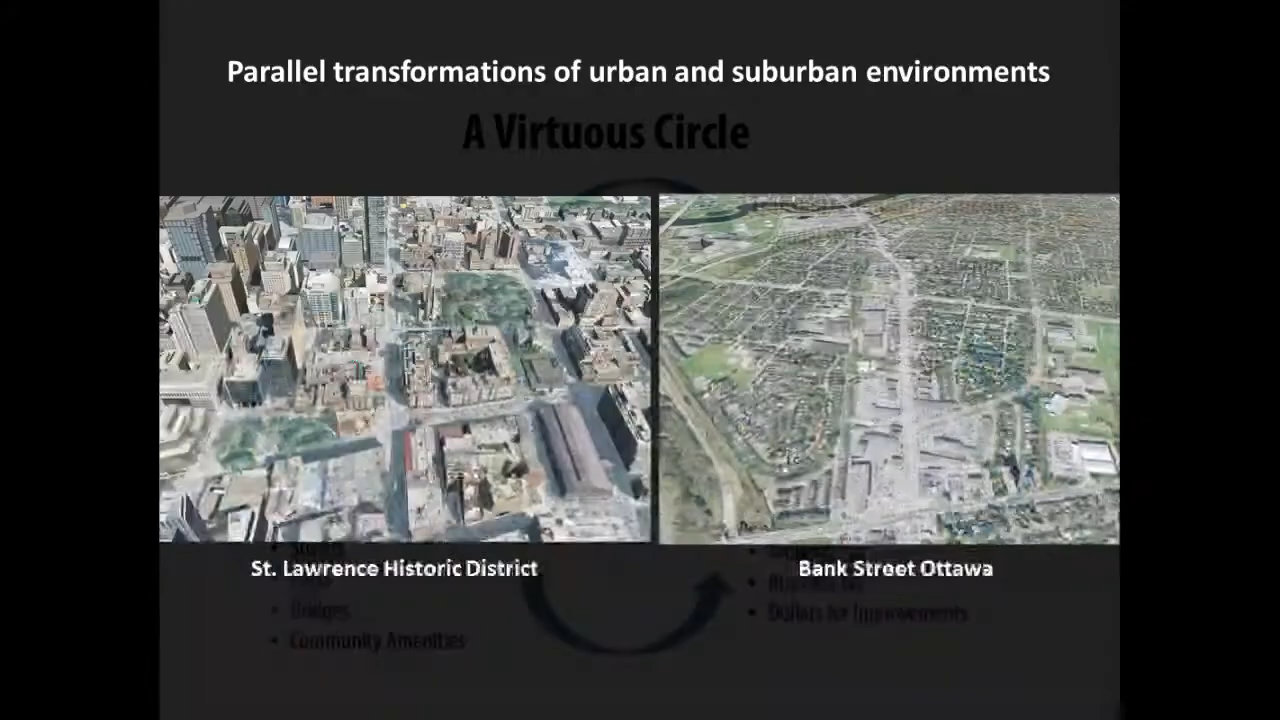 Parallel transformations of urban and suburban environments
A Virtuous Circle
St. Lawrence Historic District
Bank Street Ottawa
• Bridges
• Dollars for Improvements
• Community Amenities